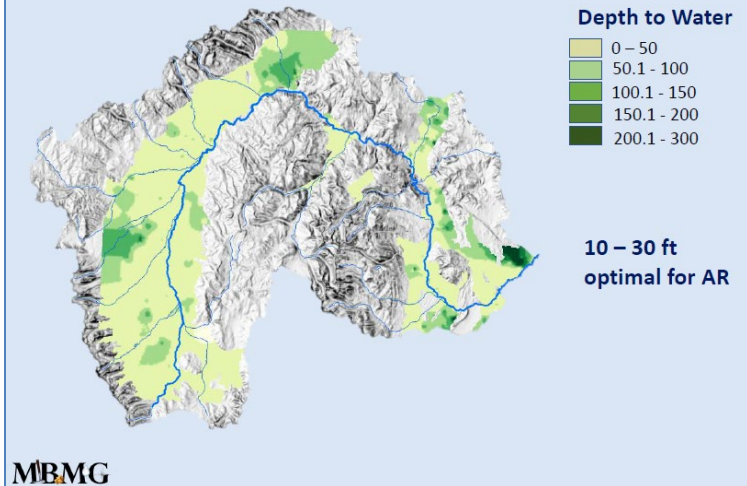 Depth to Water
0 – 50
50.1 - 100
100.1 - 150
150.1 - 200
200.1 - 300
10 – 30 ft
optimal for AR
MBMG